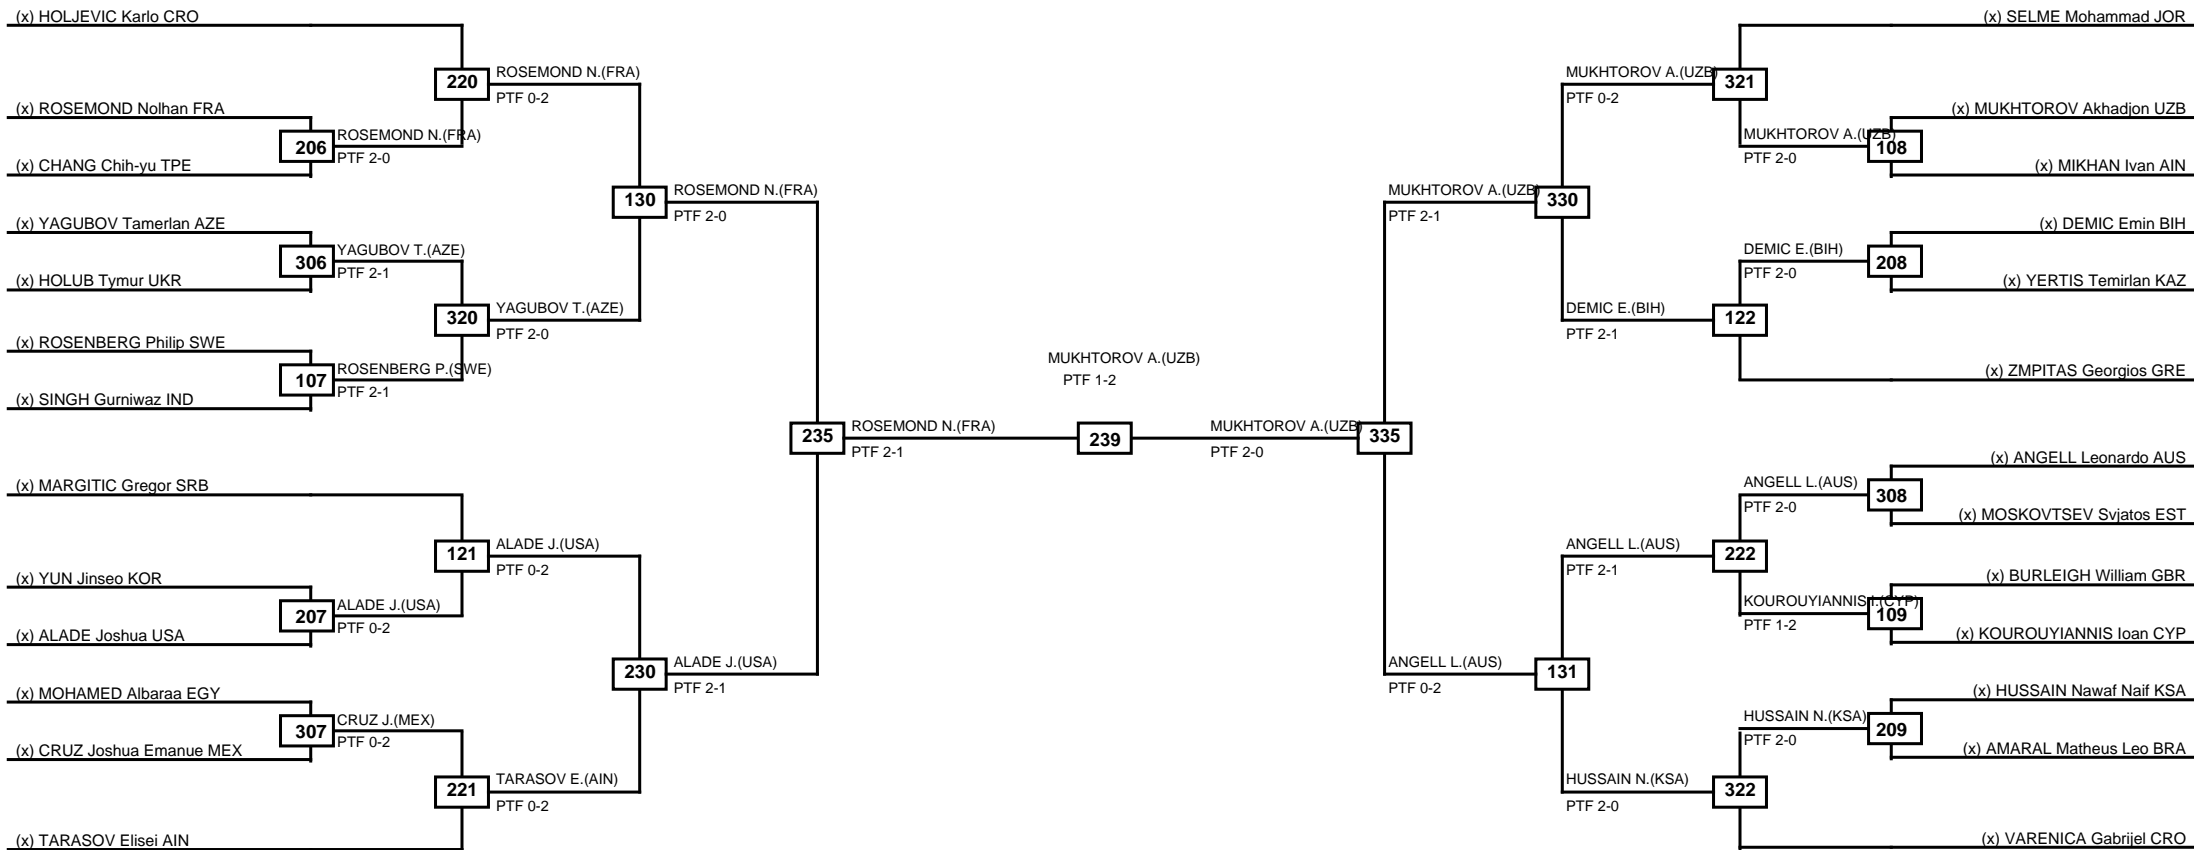 (x) HOLJEVIC Karlo CRO
220
ROSEMOND N.(FRA)
PTF 0-2
(x) ROSEMOND Nolhan FRA
206
ROSEMOND N.(FRA)
PTF 2-0
(x) CHANG Chih-yu TPE
130
ROSEMOND N.(FRA)
PTF 2-0
(x) YAGUBOV Tamerlan AZE
306
YAGUBOV T.(AZE)
PTF 2-1
(x) HOLUB Tymur UKR
320
YAGUBOV T.(AZE)
PTF 2-0
(x) ROSENBERG Philip SWE
107
ROSENBERG P.(SWE)
PTF 2-1
(x) SINGH Gurniwaz IND
235
ROSEMOND N.(FRA)
PTF 2-1
(x) MARGITIC Gregor SRB
121
ALADE J.(USA)
PTF 0-2
(x) YUN Jinseo KOR
207
ALADE J.(USA)
PTF 0-2
(x) ALADE Joshua USA
230
ALADE J.(USA)
PTF 2-1
(x) MOHAMED Albaraa EGY
307
CRUZ J.(MEX)
PTF 0-2
(x) CRUZ Joshua Emanue MEX
221
TARASOV E.(AIN)
PTF 0-2
(x) TARASOV Elisei AIN
MUKHTOROV A.(UZB)
PTF 1-2
239
(x) SELME Mohammad JOR
MUKHTOROV A.(UZB)
PTF 0-2
321
(x) MUKHTOROV Akhadjon UZB
MUKHTOROV A.(UZB)
PTF 2-0
108
(x) MIKHAN Ivan AIN
MUKHTOROV A.(UZB)
PTF 2-1
330
(x) DEMIC Emin BIH
DEMIC E.(BIH)
PTF 2-0
208
(x) YERTIS Temirlan KAZ
DEMIC E.(BIH)
PTF 2-1
122
(x) ZMPITAS Georgios GRE
MUKHTOROV A.(UZB)
PTF 2-0
335
(x) ANGELL Leonardo AUS
ANGELL L.(AUS)
PTF 2-0
308
(x) MOSKOVTSEV Svjatos EST
ANGELL L.(AUS)
PTF 2-1
222
(x) BURLEIGH William GBR
KOUROUYIANNIS I.(CYP)
PTF 1-2
109
(x) KOUROUYIANNIS Ioan CYP
ANGELL L.(AUS)
PTF 0-2
131
(x) HUSSAIN Nawaf Naif KSA
HUSSAIN N.(KSA)
PTF 2-0
209
(x) AMARAL Matheus Leo BRA
HUSSAIN N.(KSA)
PTF 2-0
322
(x) VARENICA Gabrijel CRO